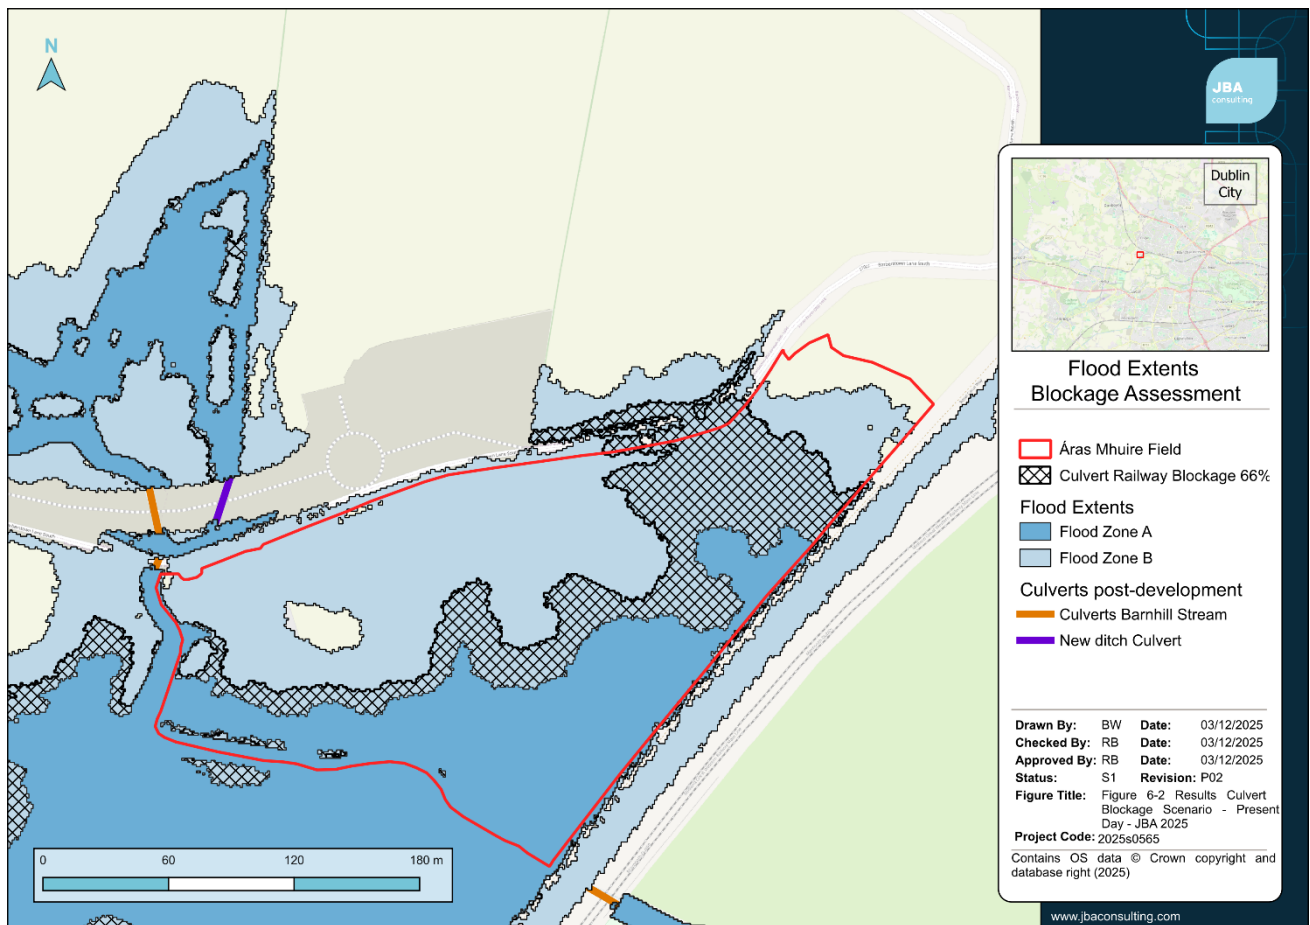 N
JBA
consulting
Dublin
City
Flood Extents
Blockage Assessment
Áras Mhuire Field
Culvert Railway Blockage 66%
Flood Extents
Flood Zone A
Flood Zone B
Culverts post-development
Culverts Barnhill Stream
New ditch Culvert
Drawn By: BW Date: 03/12/2025
Checked By: RB Date: 03/12/2025
Approved By: RB Date: 03/12/2025
Status: S1 Revision: P02
Figure Title: Figure 6-2 Results Culvert
Blockage Scenario - Present
Day - JBA 2025
Project Code: 2025s0565
Contains OS data © Crown copyright and
database right (2025)
www.jbaconsulting.com
0 60 120 180 m